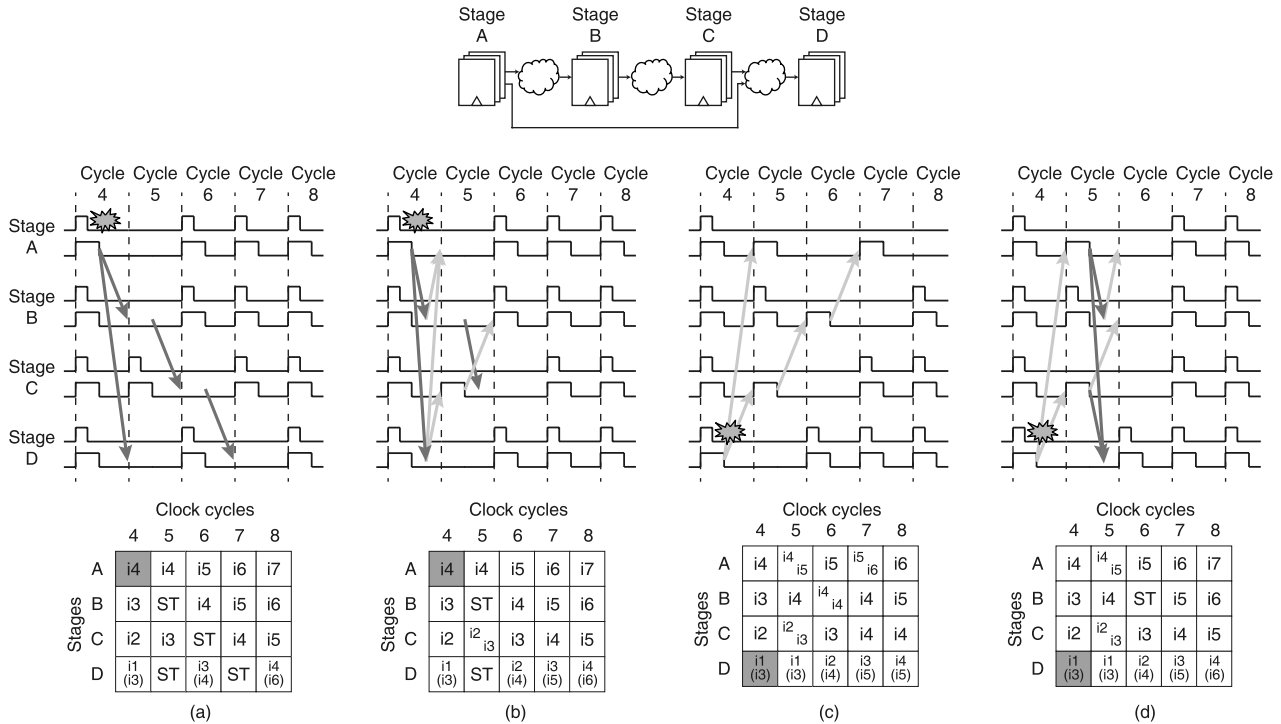 Stage Stage Stage Stage
A B C D
Cycle Cycle Cycle Cycle Cycle Cycle Cycle Cycle Cycle Cycle Cycle Cycle Cycle Cycle Cycle Cycle Cycle Cycle Cycle Cycle
4 5 6 7 8 4 5 6 7 8 4 5 6 7 8 4 5 6 7 8
Stage
A
Stage
B
Stage
C
Stage
D
Clock cycles
4 5 6 7 8
Stages
A i4 i4 i5 i6 i7
B i3 ST i4 i5 i6
C i2 i3 ST i4 i5
D i1 (i3) ST i3 (i4) ST i4 (i6)
(a)
Clock cycles
4 5 6 7 8
Stages
A i4 i4 i5 i6 i7
B i3 ST i4 i5 i6
C i2 i2 i3 i3 i4 i5
D i1 (i3) ST i2 (i4) i3 (i5) i4 (i6)
(b)
Clock cycles
4 5 6 7 8
Stages
A i4 i4 i5 i5 i5 i6 i6
B i3 i4 i4 i4 i4 i5
C i2 i2 i3 i3 i4 i4
D i1 (i3) i1 (i3) i2 (i4) i3 (i5) i4 (i5)
(c)
Clock cycles
4 5 6 7 8
Stages
A i4 i4 i5 i5 i6 i7
B i3 i4 ST i5 i6
C i2 i2 i3 i3 i4 i5
D i1 (i3) i1 (i3) i2 (i4) i3 (i5) i4 (i6)
(d)